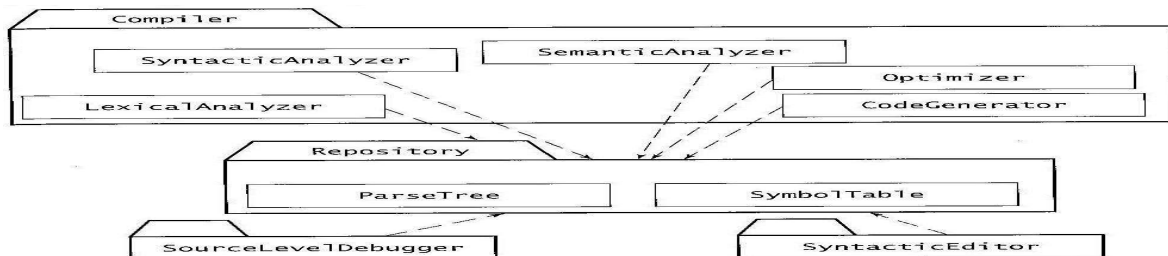 Compiler
SemanticAnalyzer
SyntacticAnalyzer
Optimizer
LexicalAnalyzer
CodeGenerator
Repository
ParseTree
SymbolTable
SourceLevelDebugger
SyntacticEditor